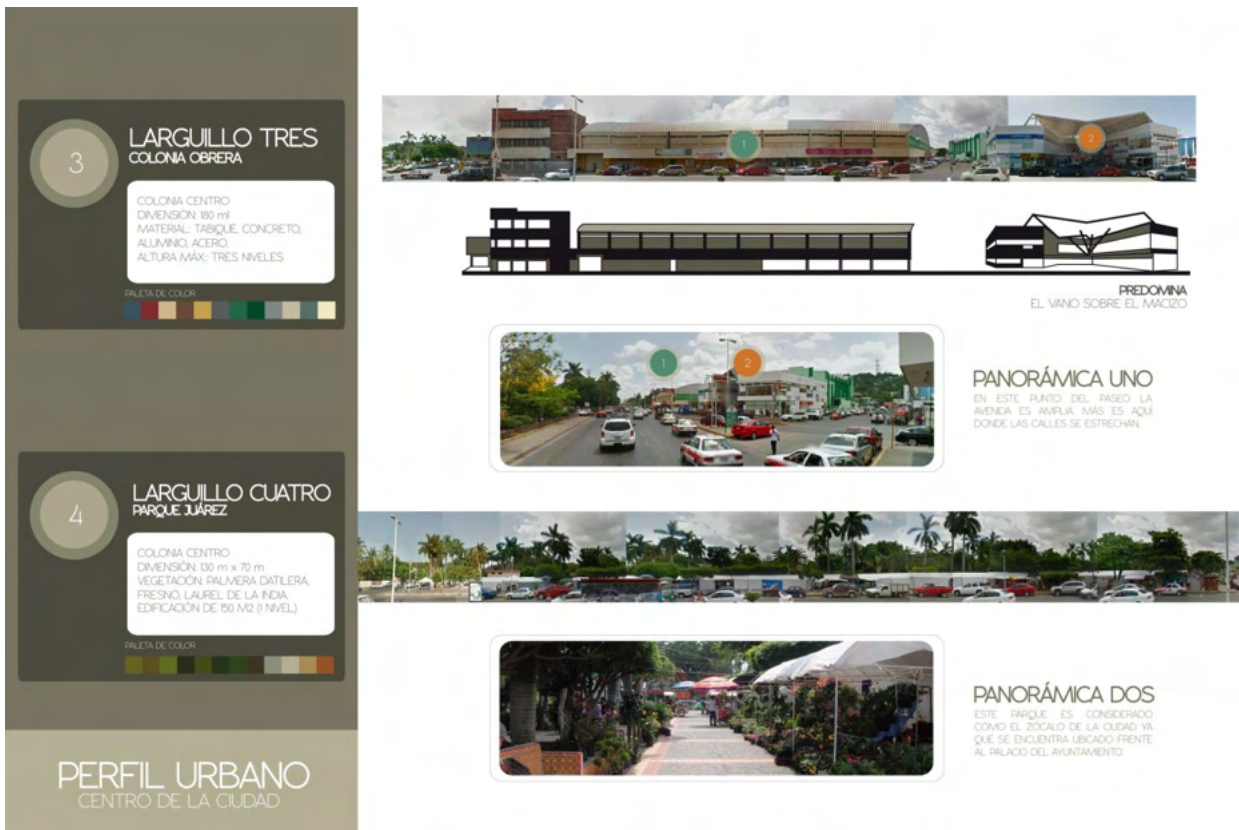 3
LARGUILLO TRES
COLONIA OBRERA
COLONIA CENTRO
DIMENSIÓN: 180 ml
MATERIAL: TABIQUE, CONCRETO,
ALUMINIO, ACERO.
ALTURA MÁX.: TRES NIVELES
PALETA DE COLOR
1
2
PREDOMINA
EL VANO SOBRE EL MACIZO
1
2
PANORÁMICA UNO
EN ESTE PUNTO DEL PASEO LA
AVENIDA ES AMPLIA, MÁS ES AQUÍ
DONDE LAS CALLES SE ESTRECHAN.
4
LARGUILLO CUATRO
PARQUE JUÁREZ
COLONIA CENTRO
DIMENSIÓN: 130 m x 70 m
VEGETACIÓN: PALMERA DATILERA,
FRESNO, LAUREL DE LA INDIA.
EDIFICACIÓN DE 150 M2 (1 NIVEL)
PALETA DE COLOR
PANORÁMICA DOS
ESTE PARQUE ES CONSIDERADO
COMO EL ZÓCALO DE LA CIUDAD YA
QUE SE ENCUENTRA UBICADO FRENTE
AL PALACIO DEL AYUNTAMIENTO.
PERFIL URBANO
CENTRO DE LA CIUDAD